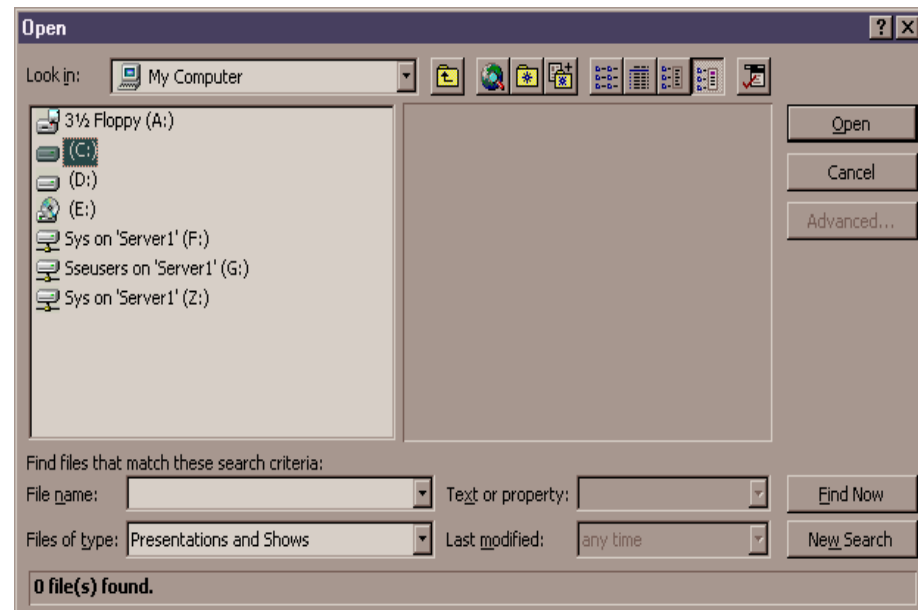 Open
Look in: My Computer
3½ Floppy (A:)
(C:)
(D:)
(E:)
Sys on 'Server1' (F:)
Sseusers on 'Server1' (G:)
Sys on 'Server1' (Z:)
Open
Cancel
Advanced...
Find files that match these search criteria:
File name: Text or property: Find Now
Files of type: Presentations and Shows Last modified: any time New Search
0 file(s) found.